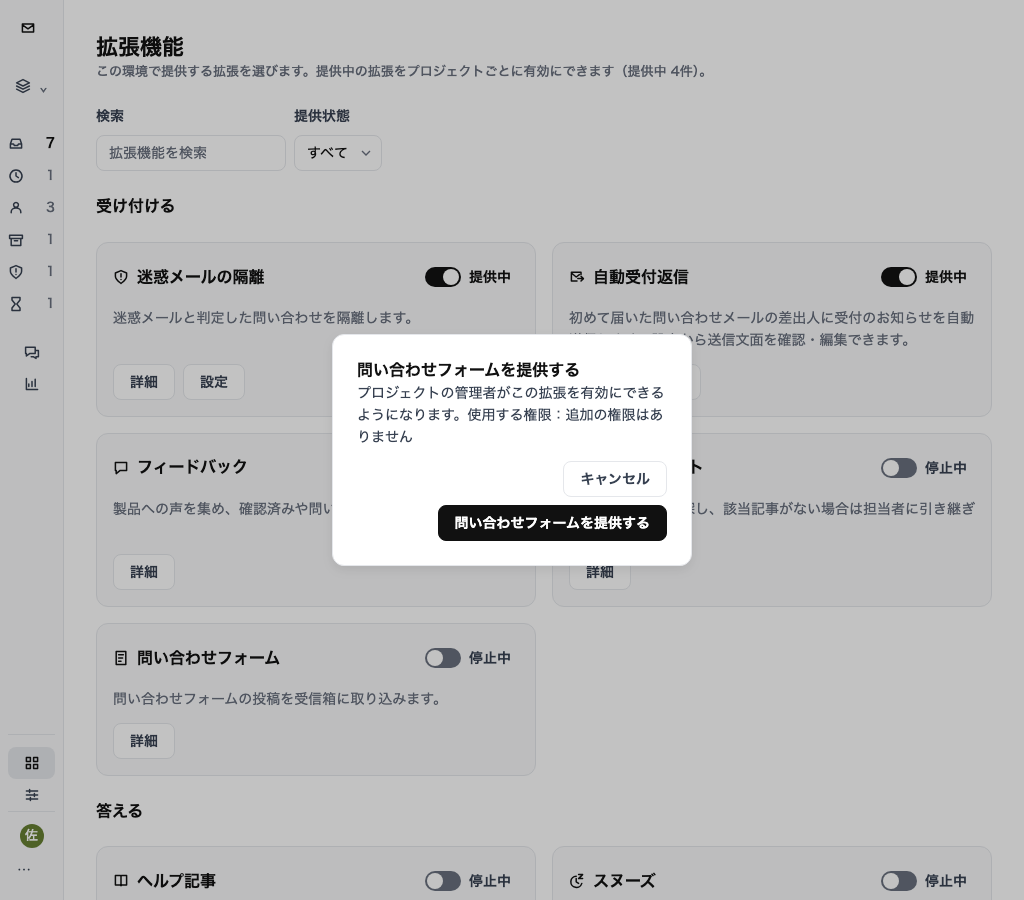 拡張機能
この環境で提供する拡張を選びます。提供中の拡張をプロジェクトごとに有効にできます（提供中 4件）。
検索
提供状態
拡張機能を検索
すべて
7
1
3
1
1
1
受け付ける
迷惑メールの隔離
提供中
迷惑メールと判定した問い合わせを隔離します。
詳細
設定
自動受付返信
提供中
初めて届いた問い合わせメールの差出人に受付のお知らせを自動
ら送信文面を確認・編集できます。
問い合わせフォームを提供する
プロジェクトの管理者がこの拡張を有効にできる
ようになります。使用する権限：追加の権限はあ
りません
キャンセル
問い合わせフォームを提供する
フィードバック
製品への声を集め、確認済みや問い
詳細
ト
停止中
し、該当記事がない場合は担当者に引き継ぎ
詳細
問い合わせフォーム
停止中
問い合わせフォームの投稿を受信箱に取り込みます。
詳細
答える
ヘルプ記事
停止中
スヌーズ
停止中
佐
…